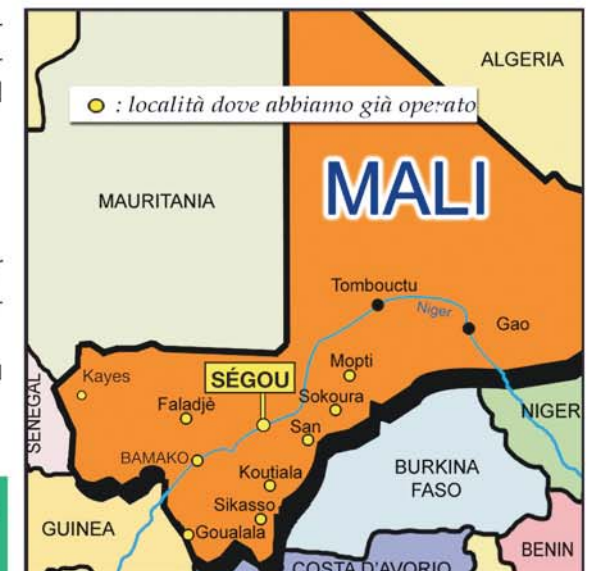 ALGERIA
: località dove abbiamo già operato
MAURITANIA
MALI
Tombouctu
Niger
Gao
Mopti
Kayes
SÉGOU
Sokoura
Faladjè
SENEGAL
NIGER
San
BAMAKO
BURKINA
FASO
Koutiala
Sikasso
GUINEA
Goualala
BENIN
COSTA D'AVORIO